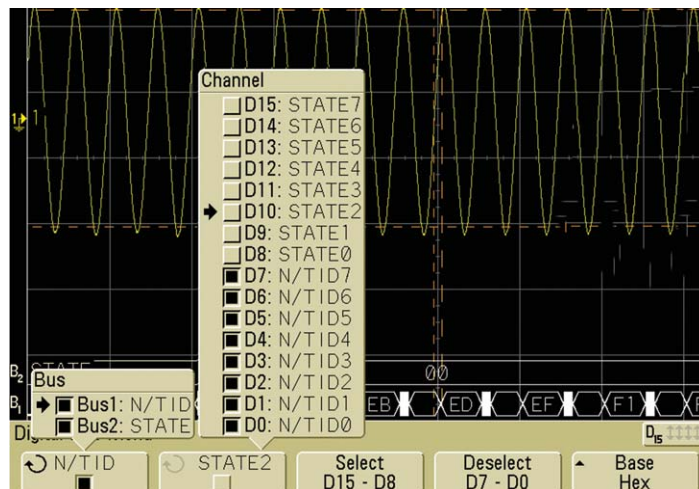 Channel
D15: STATE7
D14: STATE6
D13: STATE5
D12: STATE4
D11: STATE3
D10: STATE2
D9: STATE1
D8: STATE0
D7: N/TID7
D6: N/TID6
D5: N/TID5
D4: N/TID4
D3: N/TID3
D2: N/TID2
D1: N/TID1
D0: N/TID0
1
B2 STATE 00
Bus
Bus1: N/TID
Bus2: STATE
B1 EB ED EF F1
D15
N/TID
STATE2
Select
D15 - D8
Deselect
D7 - D0
Base
Hex